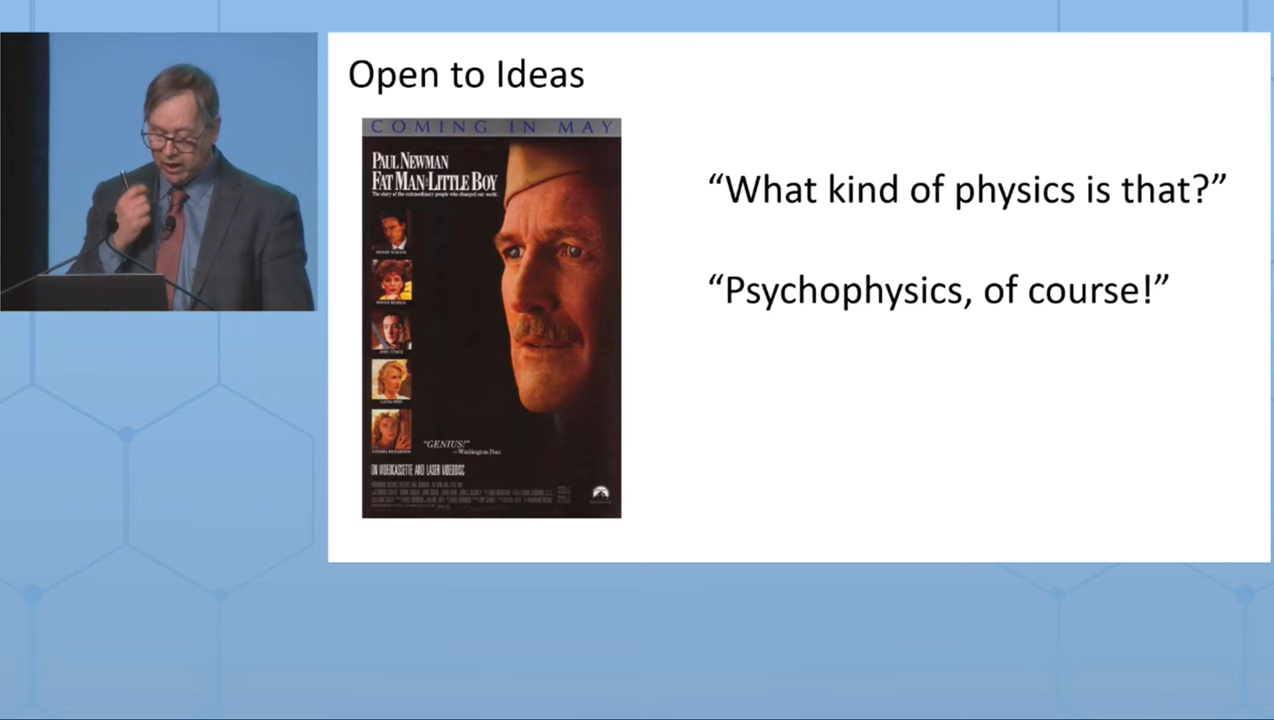 Open to Ideas
COMING IN MAY
PAUL NEWMAN
FAT MAN AND LITTLE BOY
The story of the extraordinary people who changed our world.
"GENIUS!"
—Washington Post
ON VIDEOCASSETTE AND LASER VIDEODISC
“What kind of physics is that?”
“Psychophysics, of course!”